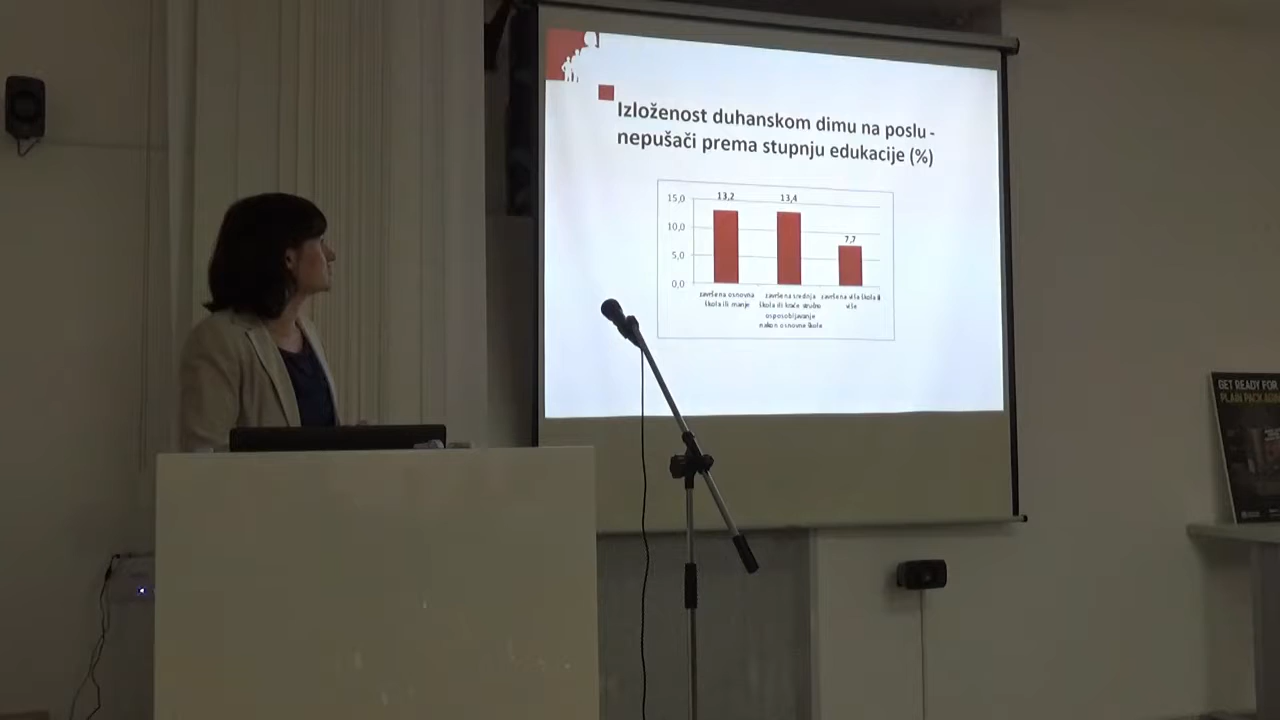 Izloženost duhanskom dimu na poslu -
nepušači prema stupnju edukacije (%)
15,0
10,0
5,0
0,0
13,2
13,4
7,7
završena osnovna
škola ili manje
završena srednja
škola ili kraće stručno
osposobljavanje
nakon osnovne škole
završena viša škola ili
više
GET READY FOR
PLAIN PACKAGING